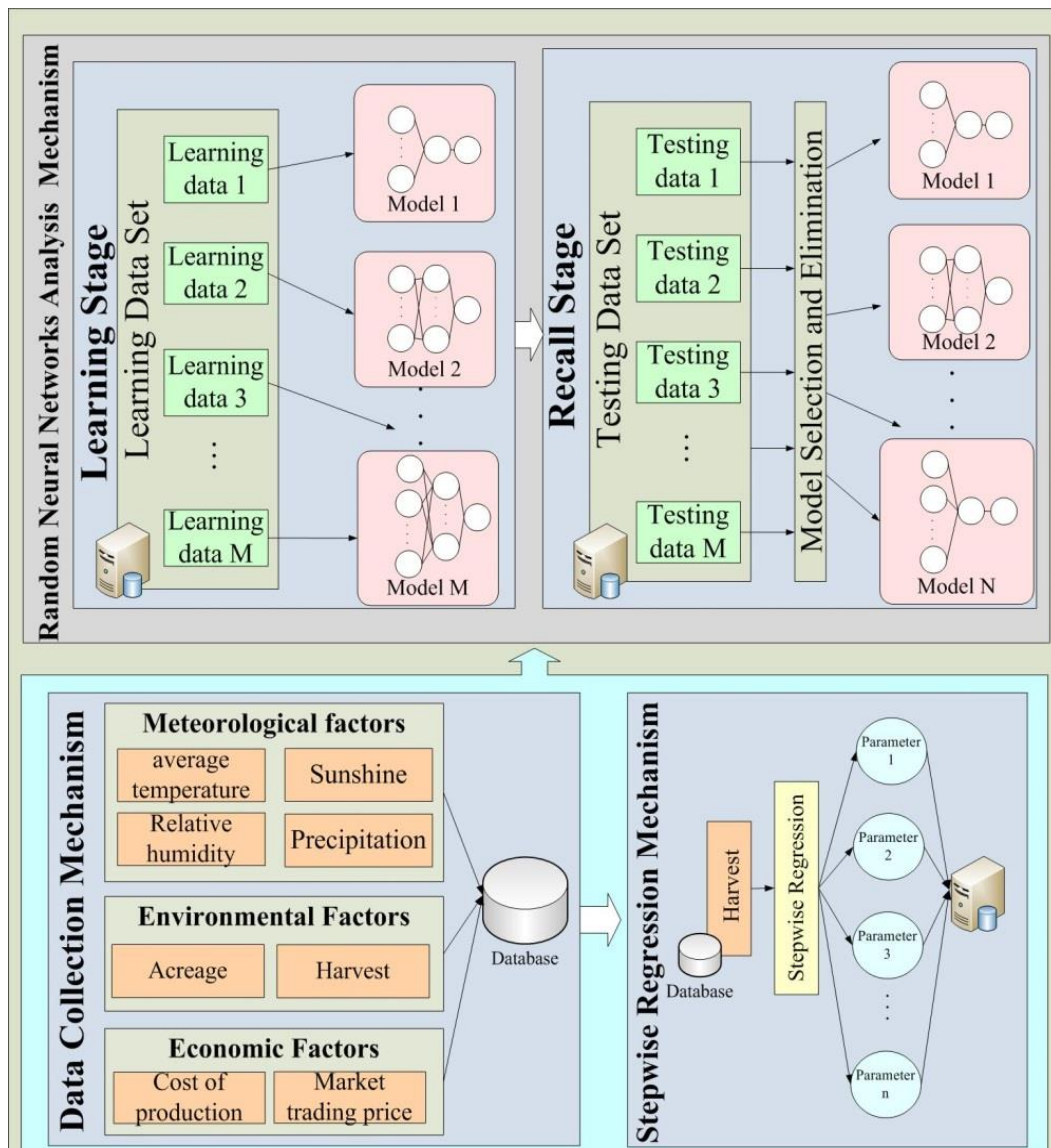 Random Neural Networks Analysis Mechanism
Learning Stage
Learning Data Set
Learning
data 1
Learning
data 2
Learning
data 3
...
Learning
data M
Model 1
Model 2
...
Model M
Recall Stage
Testing Data Set
Testing
data 1
Testing
data 2
Testing
data 3
...
Testing
data M
Model Selection and Elimination
Model 1
Model 2
...
Model N
Data Collection Mechanism
Meteorological factors
average
temperature
Sunshine
Relative
humidity
Precipitation
Environmental Factors
Acreage
Harvest
Economic Factors
Cost of
production
Market
trading price
Database
Stepwise Regression Mechanism
Harvest
Database
Stepwise Regression
Parameter
1
Parameter
2
Parameter
3
...
Parameter
n